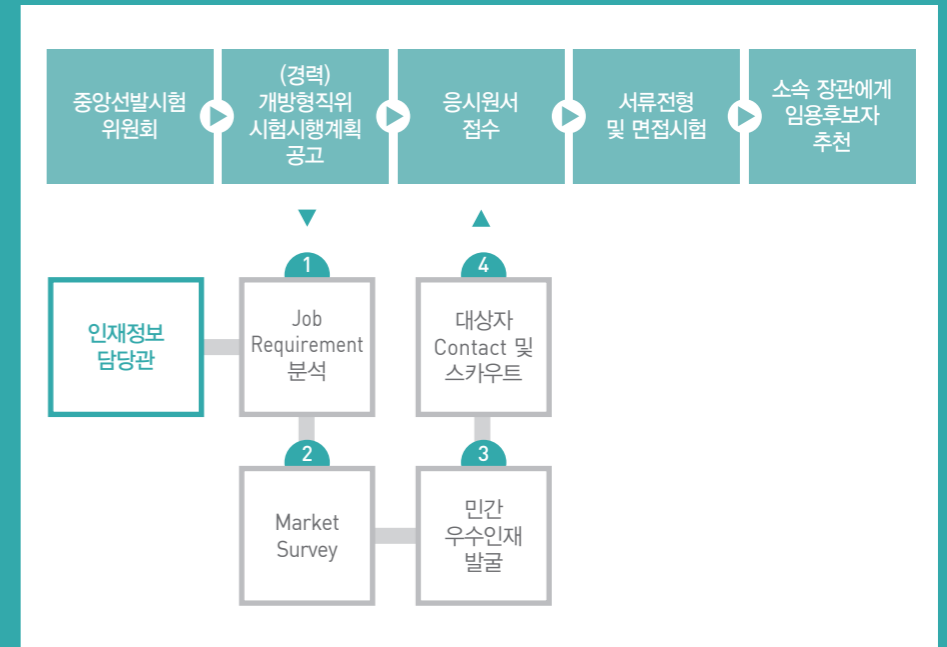 중앙선발시험
위원회
(경력)
개방형직위
시험시행계획
공고
응시원서
접수
서류전형
및 면접시험
소속 장관에게
임용후보자
추천
인재정보
담당관
1
Job
Requirement
분석
2
Market
Survey
3
민간
우수인재
발굴
4
대상자
Contact 및
스카우트